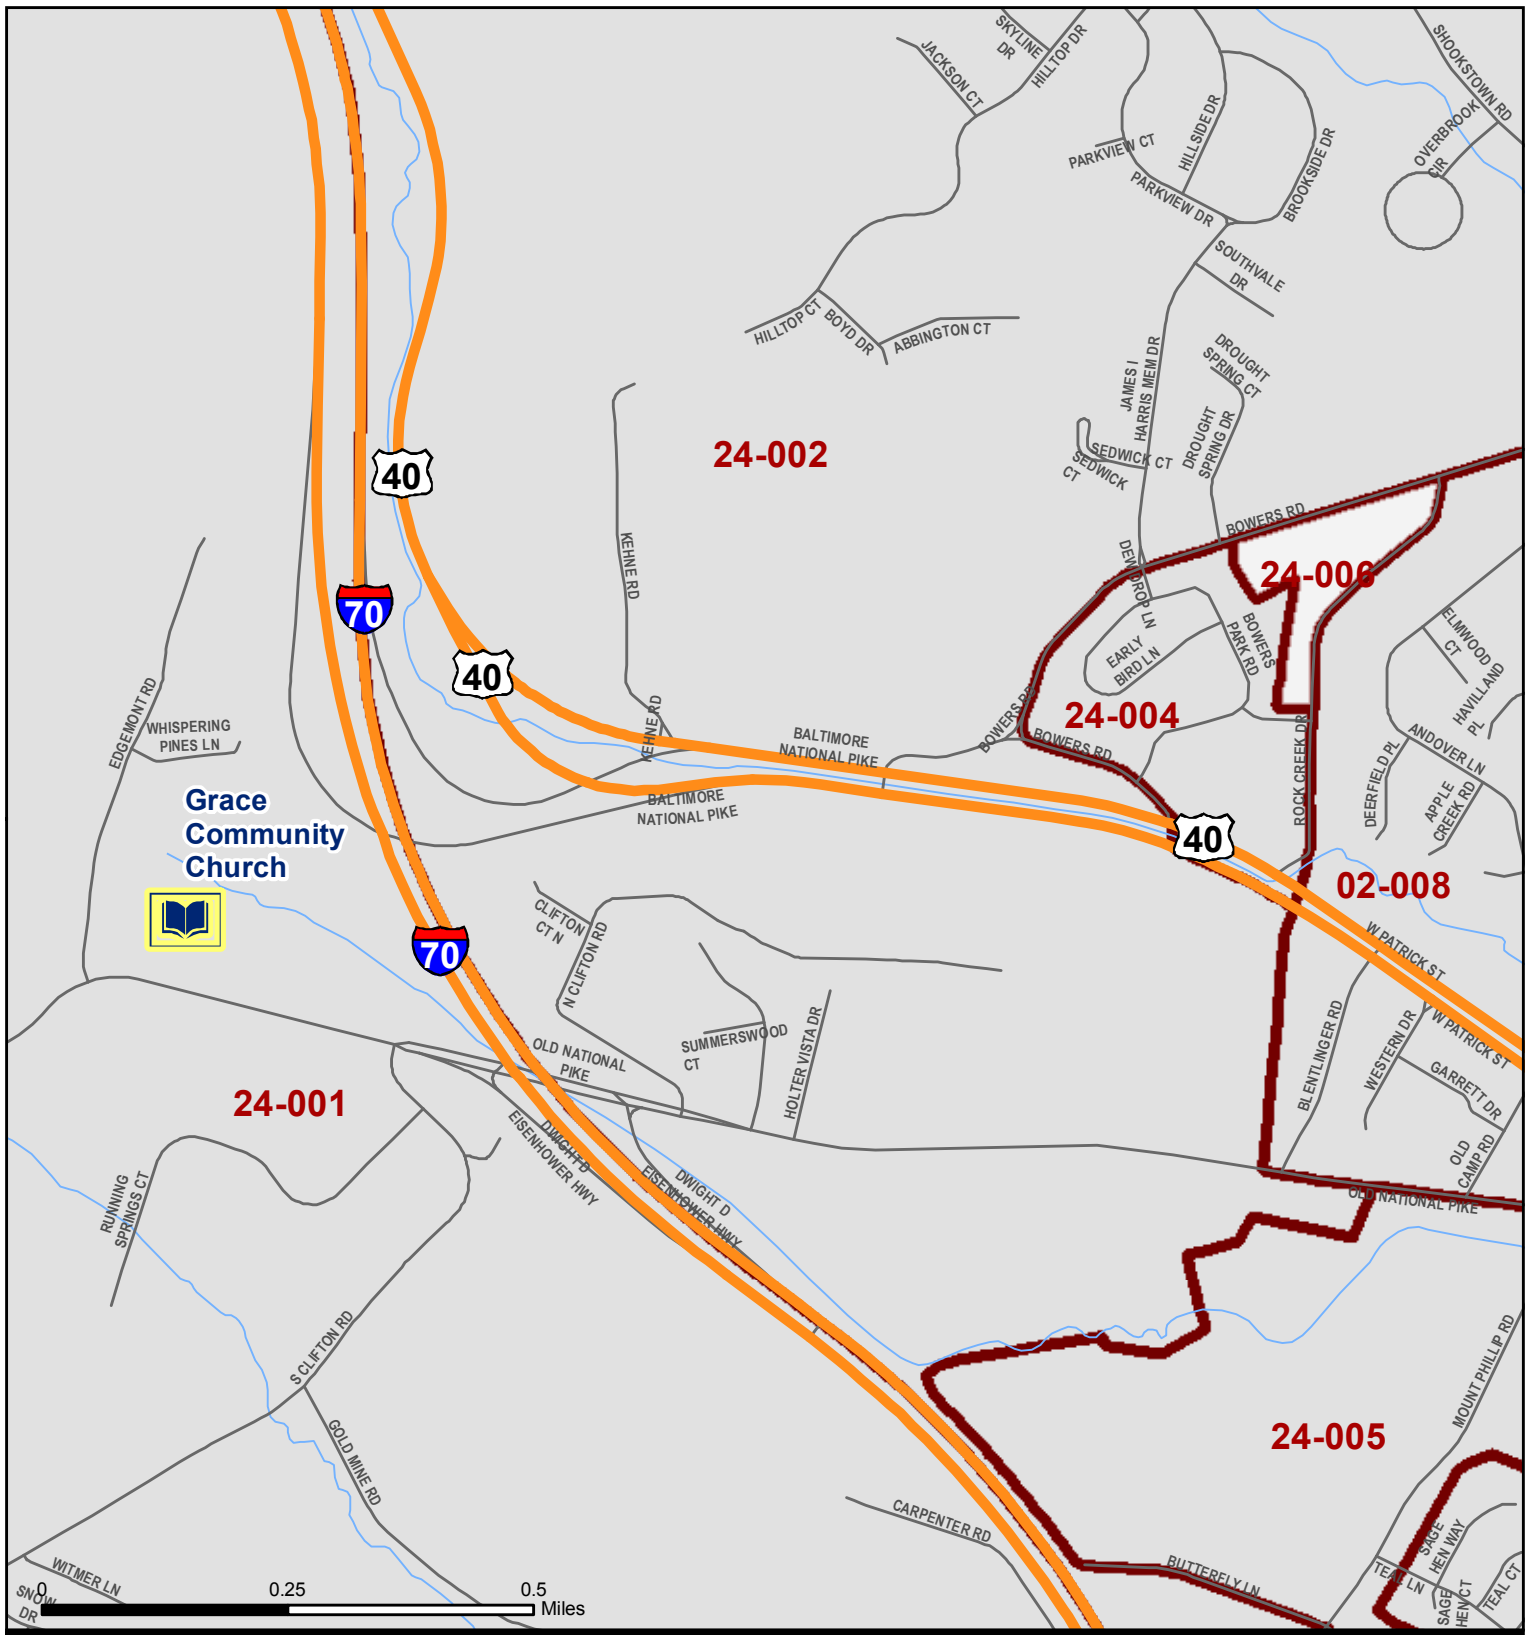 SKYLINE
DR
HILLTOP DR
JACKSON CT
SHOOKSTOWN RD
HILLSIDE DR
PARKVIEW CT
OVERBROOK
CIR
BROOKSIDE DR
PARKVIEW DR
SOUTHVALE
DR
HILLTOP CT
BOYD DR
ABBINGTON CT
JAMES I
HARRIS MEM DR
DROUGHT
SPRING CT
DROUGHT
SPRING DR
24-002
SEDWICK CT
SEDWICK
CT
40
BOWERS RD
KEHNE RD
DEWDROP LN
24-006
70
EARLY
BIRD LN
BOWERS
PARK RD
ELMWOOD
CT
HAVILLAND
PL
40
EDGEMONT RD
WHISPERING
PINES LN
KEHNE RD
BALTIMORE
NATIONAL PIKE
BOWERS RD
24-004
BOWERS RD
ROCK CREEK DR
ANDOVER LN
DEERFIELD PL
APPLE
CREEK RD
BALTIMORE
NATIONAL PIKE
Grace
Community
Church
40
02-008
CLIFTON
CT N
N CLIFTON RD
70
W PATRICK ST
W PATRICK ST
SUMMERSWOOD
CT
HOLTER VISTA DR
OLD NATIONAL
PIKE
BLENTLINGER RD
WESTERN DR
GARRETT DR
24-001
DWIGHT D
EISENHOWER HWY
DWIGHT D
EISENHOWER HWY
OLD
CAMP RD
OLD NATIONAL PIKE
RUNNING
SPRINGS CT
S CLIFTON RD
MOUNT PHILLIP RD
GOLD MINE RD
24-005
CARPENTER RD
BUTTERFLY LN
SAGE
HEN WAY
TEAL LN
SAGE
HEN CT
TEAL CT
WITMER LN
SNOW
DR
0
0.25
0.5
Miles